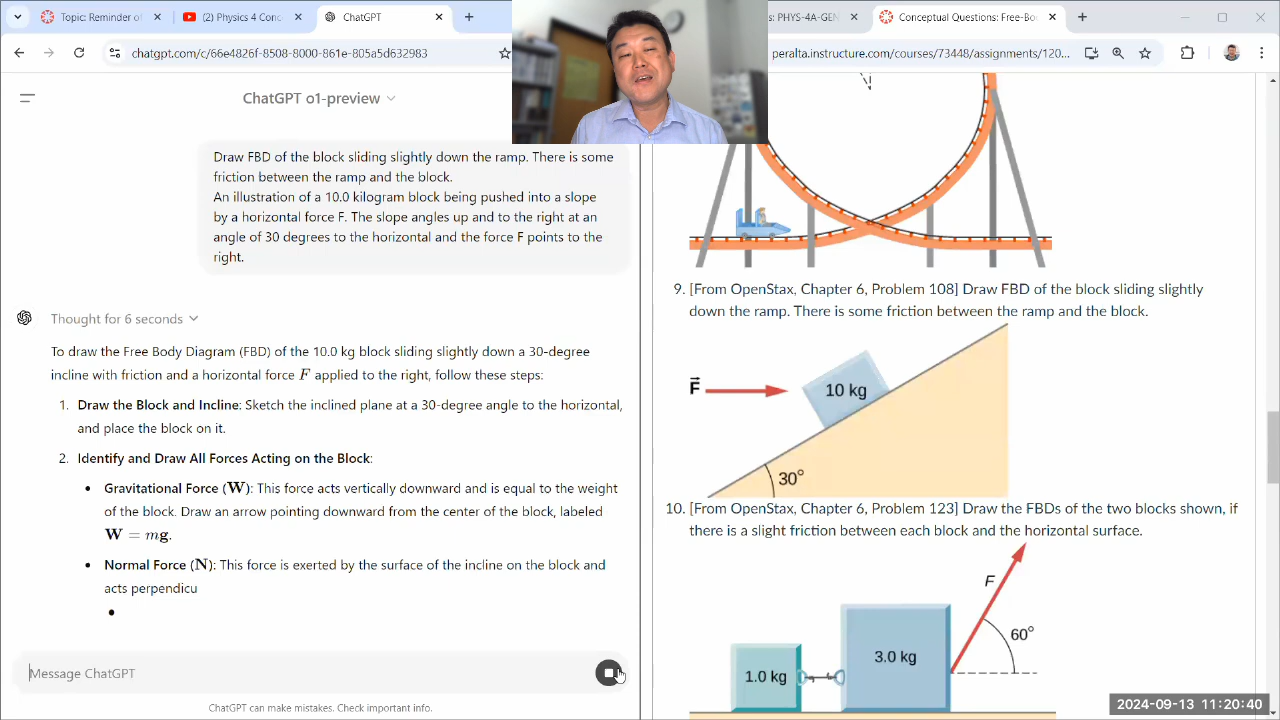 Topic: Reminder of
(2) Physics 4 Conc
ChatGPT
: PHYS-4A-GEN
Conceptual Questions: Free-Bo
chatgpt.com/c/66e4826f-8508-8000-861e-
peralta.instructure.com/courses/73448/assignments/120...
ChatGPT o1-preview
Draw FBD of the block sliding slightly down the ramp. There is some
friction between the ramp and the block.
An illustration of a 10.0 kilogram block being pushed into a slope
by a horizontal force F. The slope angles up and to the right at an
angle of 30 degrees to the horizontal and the force F points to the
right.
Thought for 6 seconds
To draw the Free Body Diagram (FBD) of the 10.0 kg block sliding slightly down a 30-degree
incline with friction and a horizontal force F applied to the right, follow these steps:
1. Draw the Block and Incline: Sketch the inclined plane at a 30-degree angle to the horizontal,
and place the block on it.
2. Identify and Draw All Forces Acting on the Block:
• Gravitational Force (W): This force acts vertically downward and is equal to the weight
of the block. Draw an arrow pointing downward from the center of the block, labeled
W = mg.
• Normal Force (N): This force is exerted by the surface of the incline on the block and
acts perpendicu
Message ChatGPT
ChatGPT can make mistakes. Check important info.
9. [From OpenStax, Chapter 6, Problem 108] Draw FBD of the block sliding slightly
down the ramp. There is some friction between the ramp and the block.
F
10 kg
30°
10. [From OpenStax, Chapter 6, Problem 123] Draw the FBDs of the two blocks shown, if
there is a slight friction between each block and the horizontal surface.
F
60°
3.0 kg
1.0 kg
2024-09-13 11:20:40